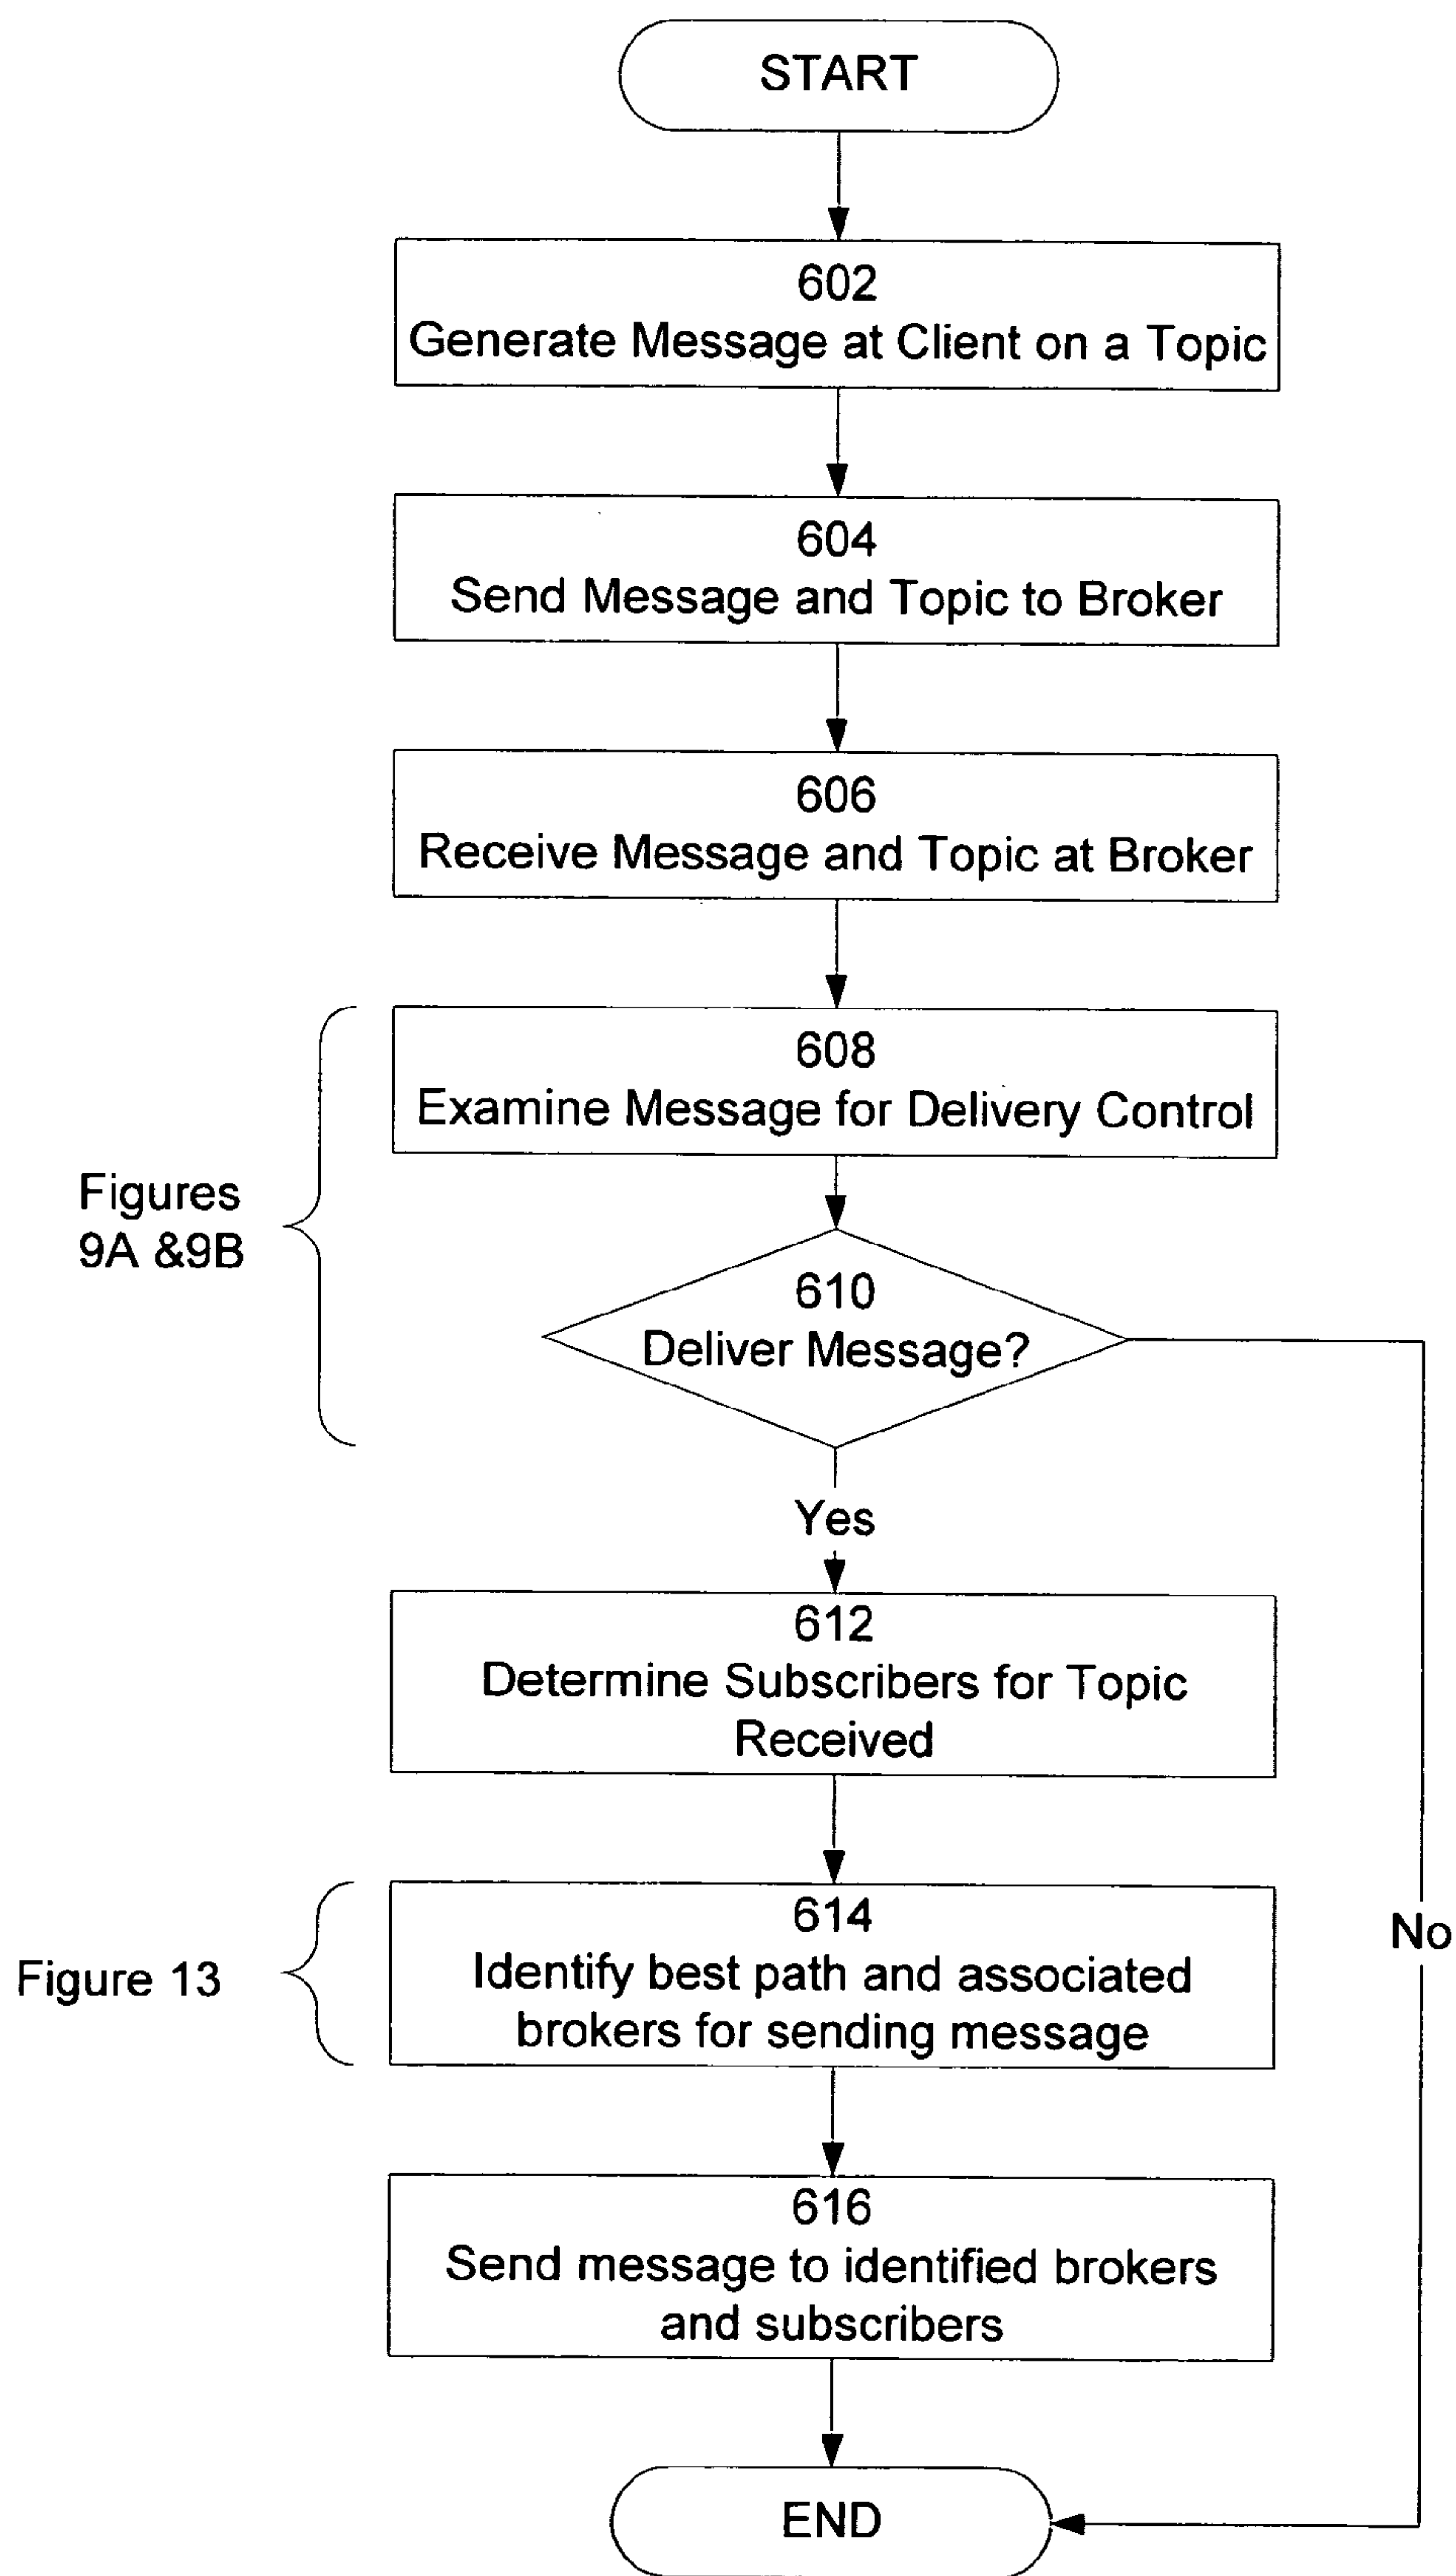 START
602
Generate Message at Client on a Topic
604
Send Message and Topic to Broker
606
Receive Message and Topic at Broker
608
Examine Message for Delivery Control
Figures
9A &9B
610
Deliver Message?
Yes
612
Determine Subscribers for Topic
Received
614
Identify best path and associated
brokers for sending message
Figure 13
No
616
Send message to identified brokers
and subscribers
END